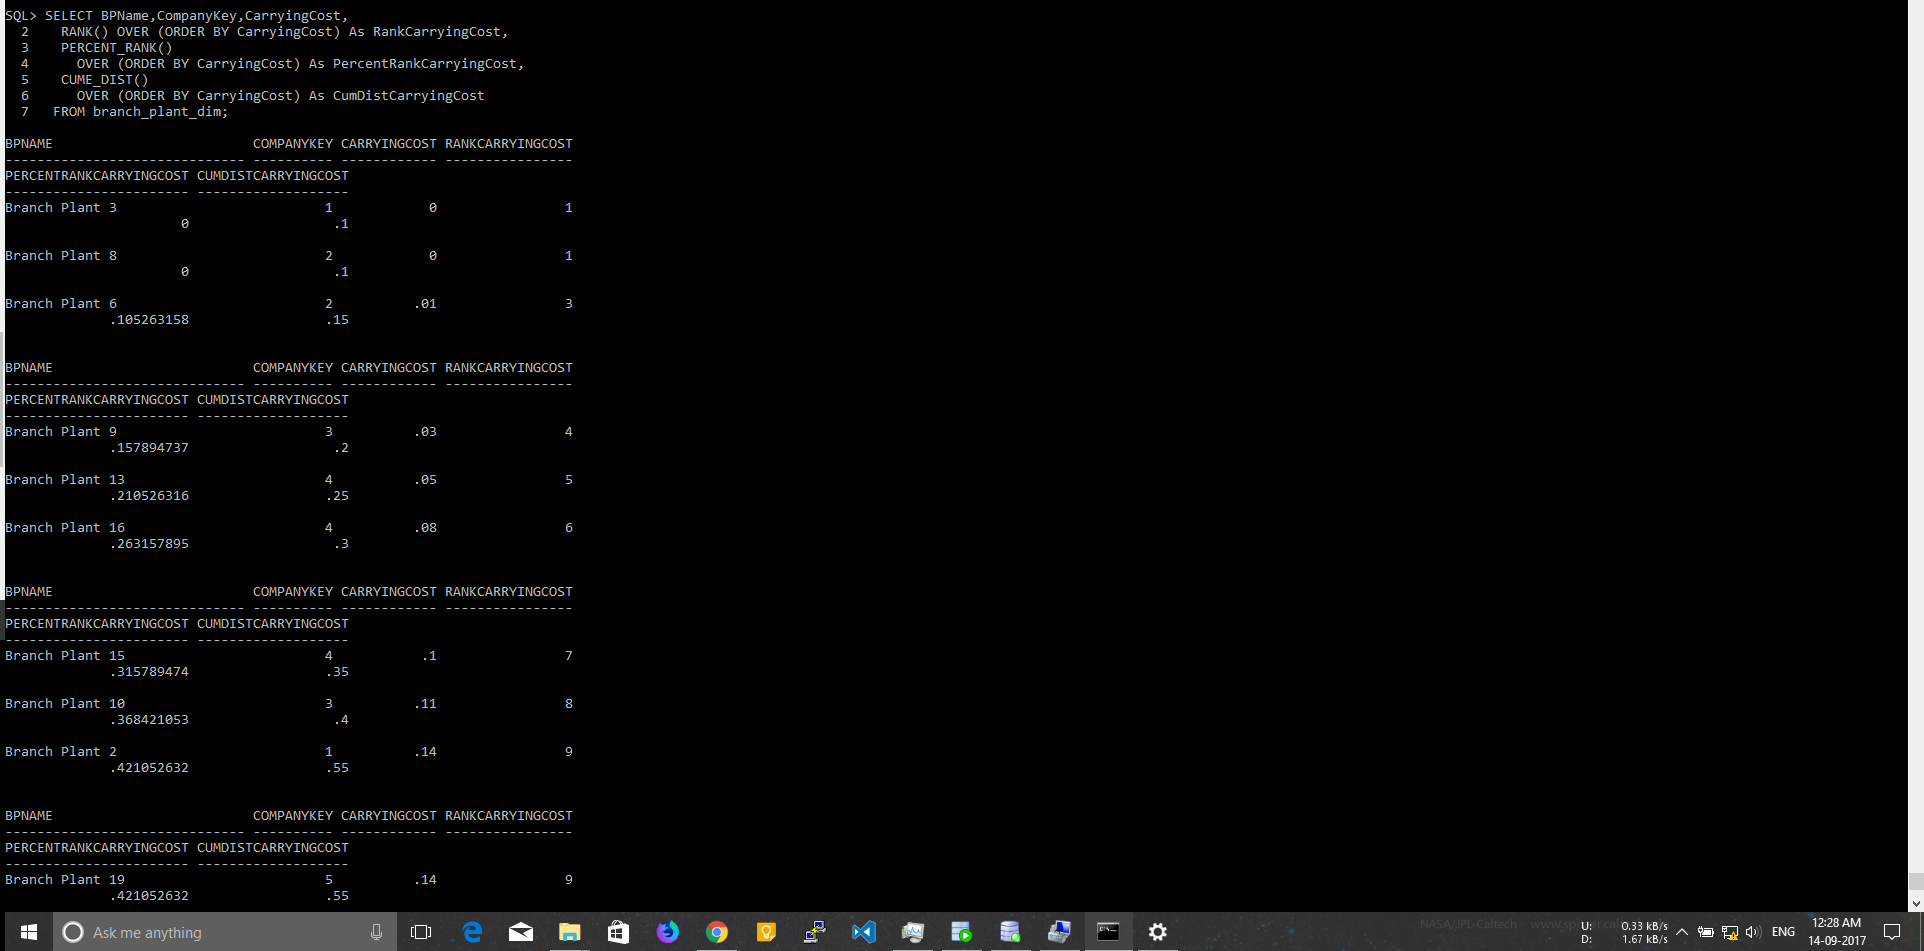 SQL> SELECT BPName,CompanyKey,CarryingCost,
2 RANK() OVER (ORDER BY CarryingCost) As RankCarryingCost,
3 PERCENT_RANK()
4 OVER (ORDER BY CarryingCost) As PercentRankCarryingCost,
5 CUME_DIST()
6 OVER (ORDER BY CarryingCost) As CumDistCarryingCost
7 FROM branch_plant_dim;
BPNAME COMPANYKEY CARRYINGCOST RANKCARRYINGCOST
------------------------------ ---------- ------------ ----------------
PERCENTRANKCARRYINGCOST CUMDISTCARRYINGCOST
----------------------- -------------------
Branch Plant 3 1 0 1
0 .1
Branch Plant 8 2 0 1
0 .1
Branch Plant 6 2 .01 3
.105263158 .15
BPNAME COMPANYKEY CARRYINGCOST RANKCARRYINGCOST
------------------------------ ---------- ------------ ----------------
PERCENTRANKCARRYINGCOST CUMDISTCARRYINGCOST
----------------------- -------------------
Branch Plant 9 3 .03 4
.157894737 .2
Branch Plant 13 4 .05 5
.210526316 .25
Branch Plant 16 4 .08 6
.263157895 .3
BPNAME COMPANYKEY CARRYINGCOST RANKCARRYINGCOST
------------------------------ ---------- ------------ ----------------
PERCENTRANKCARRYINGCOST CUMDISTCARRYINGCOST
----------------------- -------------------
Branch Plant 15 4 .1 7
.315789474 .35
Branch Plant 10 3 .11 8
.368421053 .4
Branch Plant 2 1 .14 9
.421052632 .55
BPNAME COMPANYKEY CARRYINGCOST RANKCARRYINGCOST
------------------------------ ---------- ------------ ----------------
PERCENTRANKCARRYINGCOST CUMDISTCARRYINGCOST
----------------------- -------------------
Branch Plant 19 5 .14 9
.421052632 .55
Ask me anything
NASA/JPL-Caltech
U: 0.33 kB/s
D: 1.67 kB/s
ENG
12:28 AM
14-09-2017